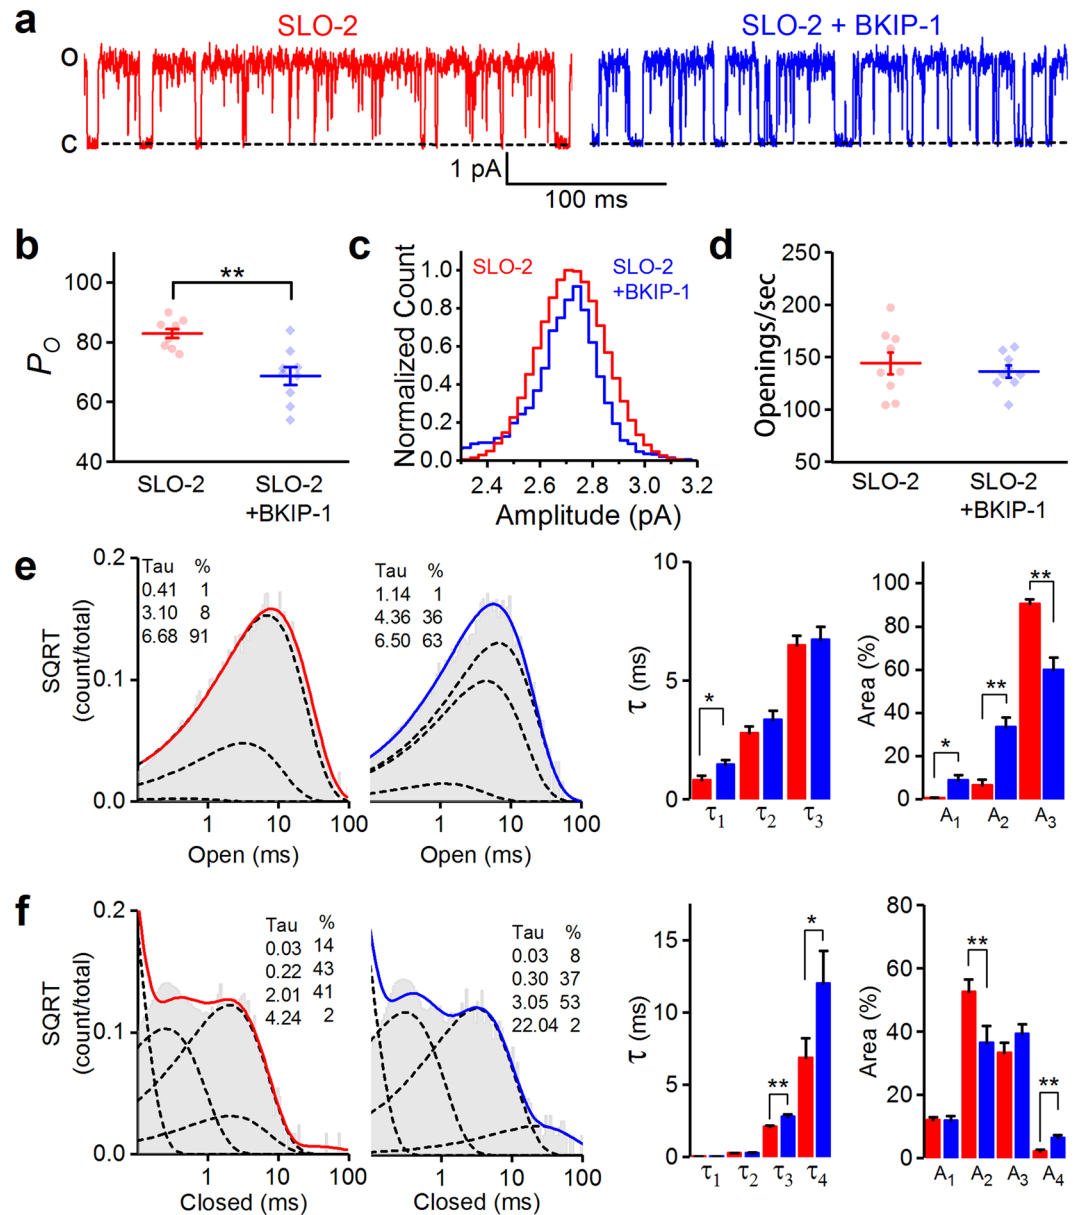 a
SLO-2
SLO-2 + BKIP-1
O
C
1 pA
100 ms
b
**
100
80
60
40
P_O
SLO-2
SLO-2
+BKIP-1
c
SLO-2
SLO-2
+BKIP-1
Normalized Count
1.0
0.8
0.6
0.4
0.2
0.0
2.4 2.6 2.8 3.0 3.2
Amplitude (pA)
d
Openings/sec
250
200
150
100
50
SLO-2
SLO-2
+BKIP-1
e
SQRT
(count/total)
0.2
0.1
0.0
Tau %
0.41 1
3.10 8
6.68 91
1 10 100
Open (ms)
Tau %
1.14 1
4.36 36
6.50 63
1 10 100
Open (ms)
τ (ms)
10
5
0
*
τ1 τ2 τ3
Area (%)
100
80
60
40
20
0
*
**
**
A1 A2 A3
f
SQRT
(count/total)
0.2
0.1
0.0
Tau %
0.03 14
0.22 43
2.01 41
4.24 2
1 10 100
Closed (ms)
Tau %
0.03 8
0.30 37
3.05 53
22.04 2
1 10 100
Closed (ms)
τ (ms)
15
10
5
0
**
*
τ1 τ2 τ3 τ4
Area (%)
80
60
40
20
0
**
**
A1 A2 A3 A4